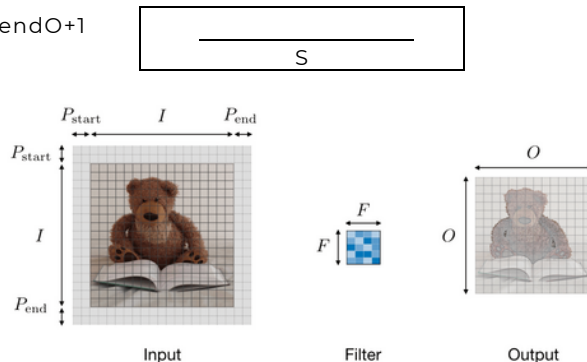 endO+1
S
P_start I P_end
P_start
I
P_end
F
F
O
O
Input Filter Output